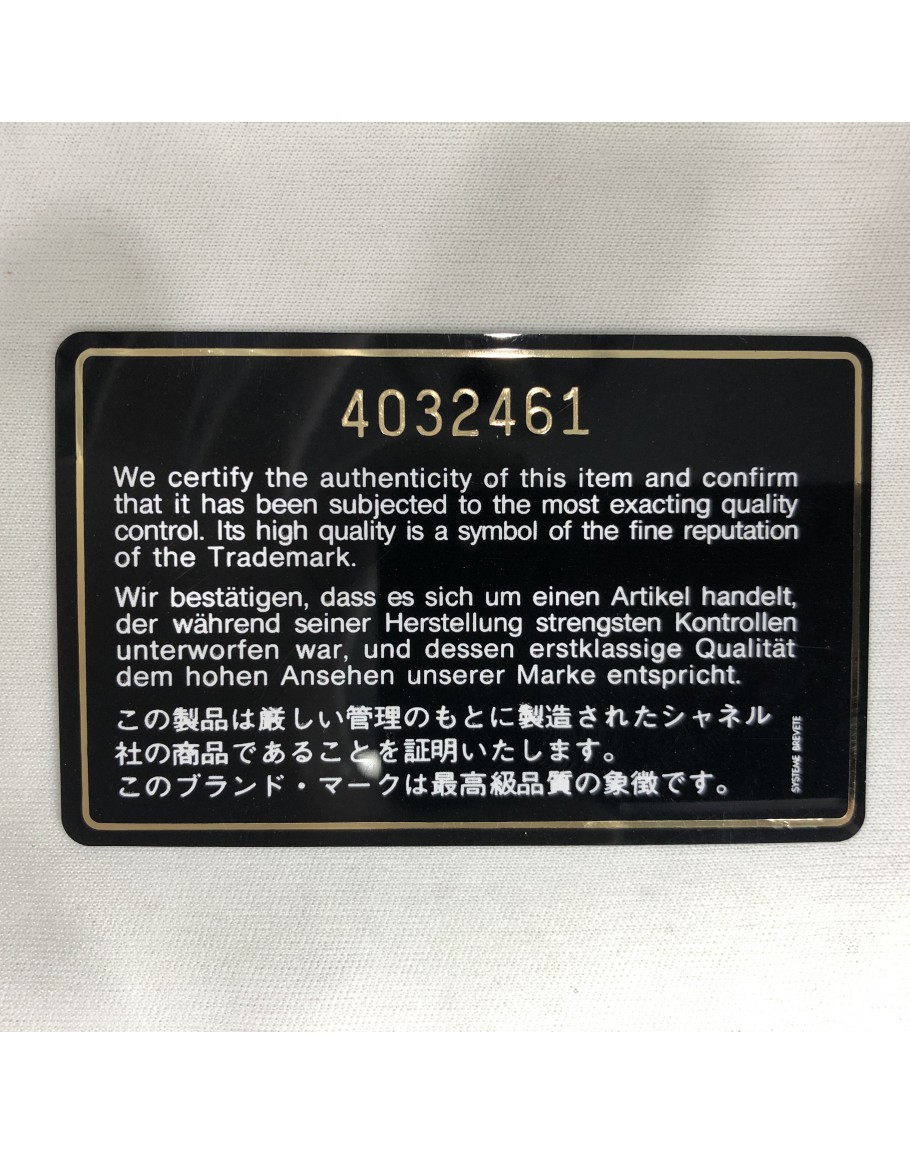 4032461
We certify the authenticity of this item and confirm
that it has been subjected to the most exacting quality
control. Its high quality is a symbol of the fine reputation
of the Trademark.
Wir bestätigen, dass es sich um einen Artikel handelt,
der während seiner Herstellung strengsten Kontrollen
unterworfen war, und dessen erstklassige Qualität
dem hohen Ansehen unserer Marke entspricht.
この製品は厳しい管理のもとに製造されたシャネル
社の商品であることを証明いたします。
このブランド・マークは最高級品質の象徴です。
SYSTEME BREVETE